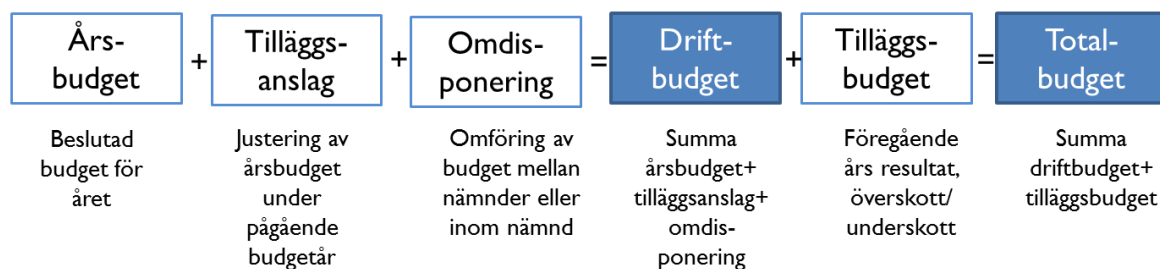 Års-
budget
+
Tilläggs-
anslag
+
Omdis-
ponering
=
Drift-
budget
+
Tilläggs-
budget
=
Total-
budget
Beslutad
budget för
året
Justering av
årsbudget
under
pågående
budgetår
Omföring av
budget mellan
nämnder eller
inom nämnd
Summa
årsbudget+
tilläggsanslag+
omdis-
ponering
Föregående
års resultat,
överskott/
underskott
Summa
driftbudget+
tilläggsbudget